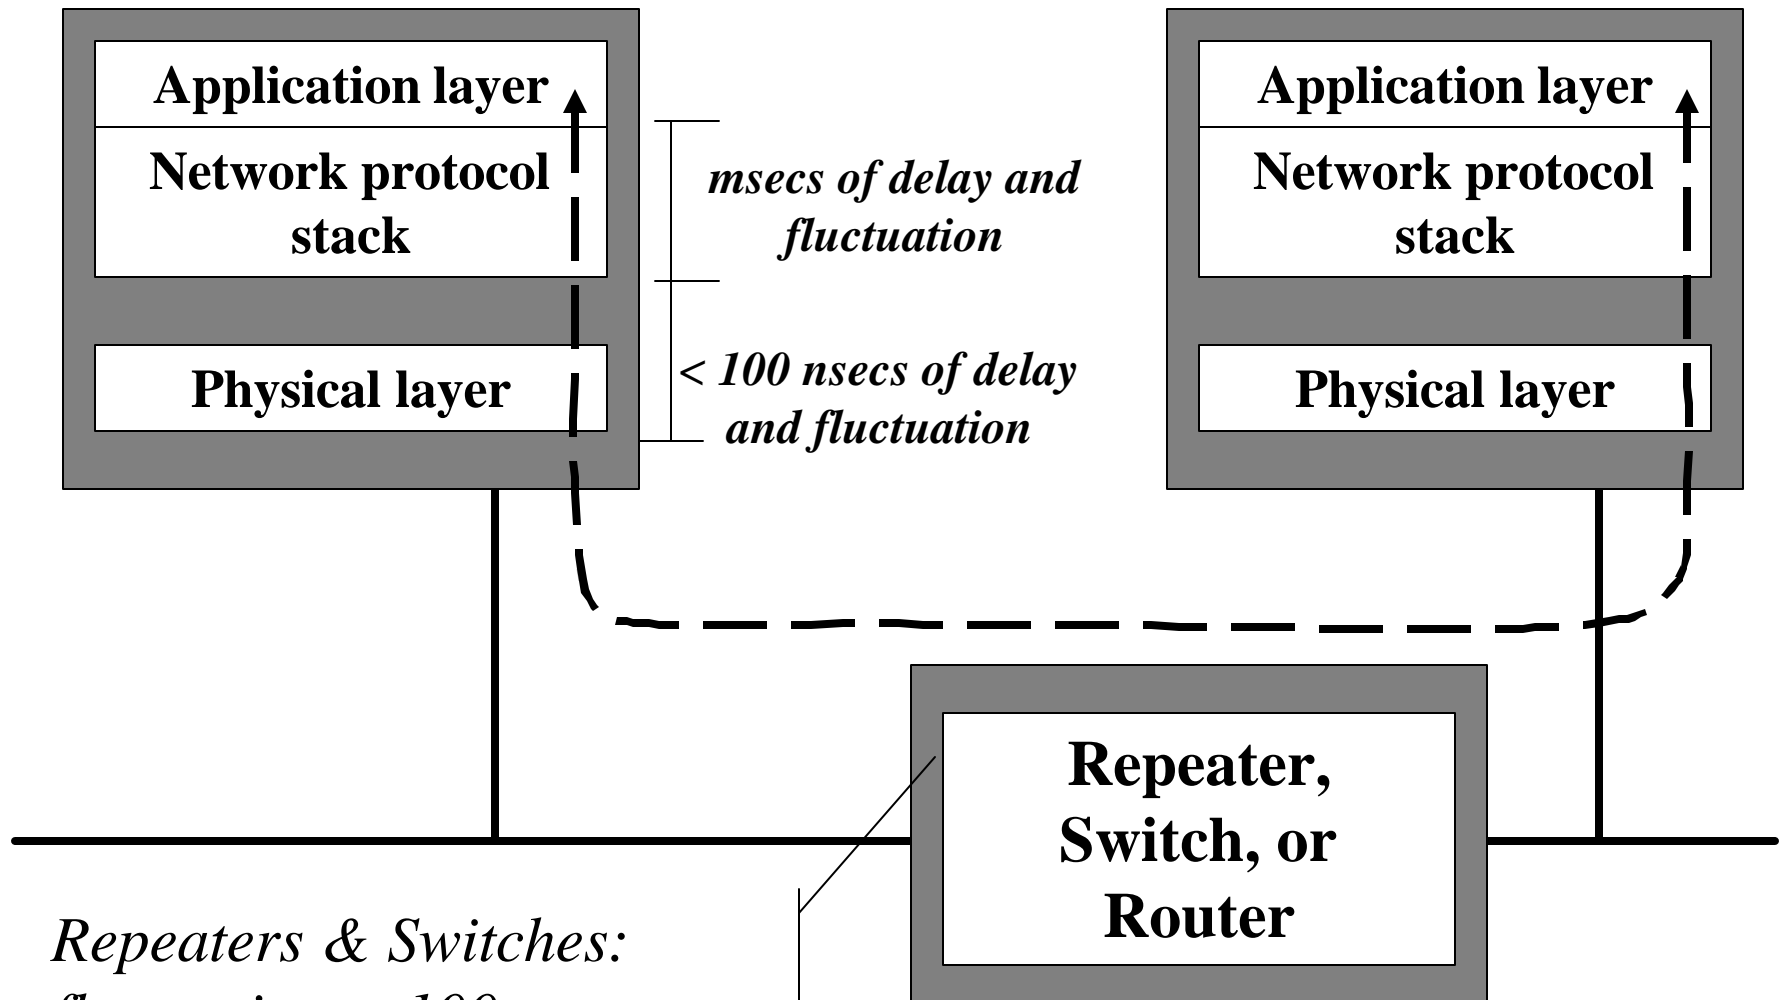 Application layer
Network protocol
stack
Physical layer
msecs of delay and
fluctuation
< 100 nsecs of delay
and fluctuation
Application layer
Network protocol
stack
Physical layer
Repeater,
Switch, or
Router
Repeaters & Switches: